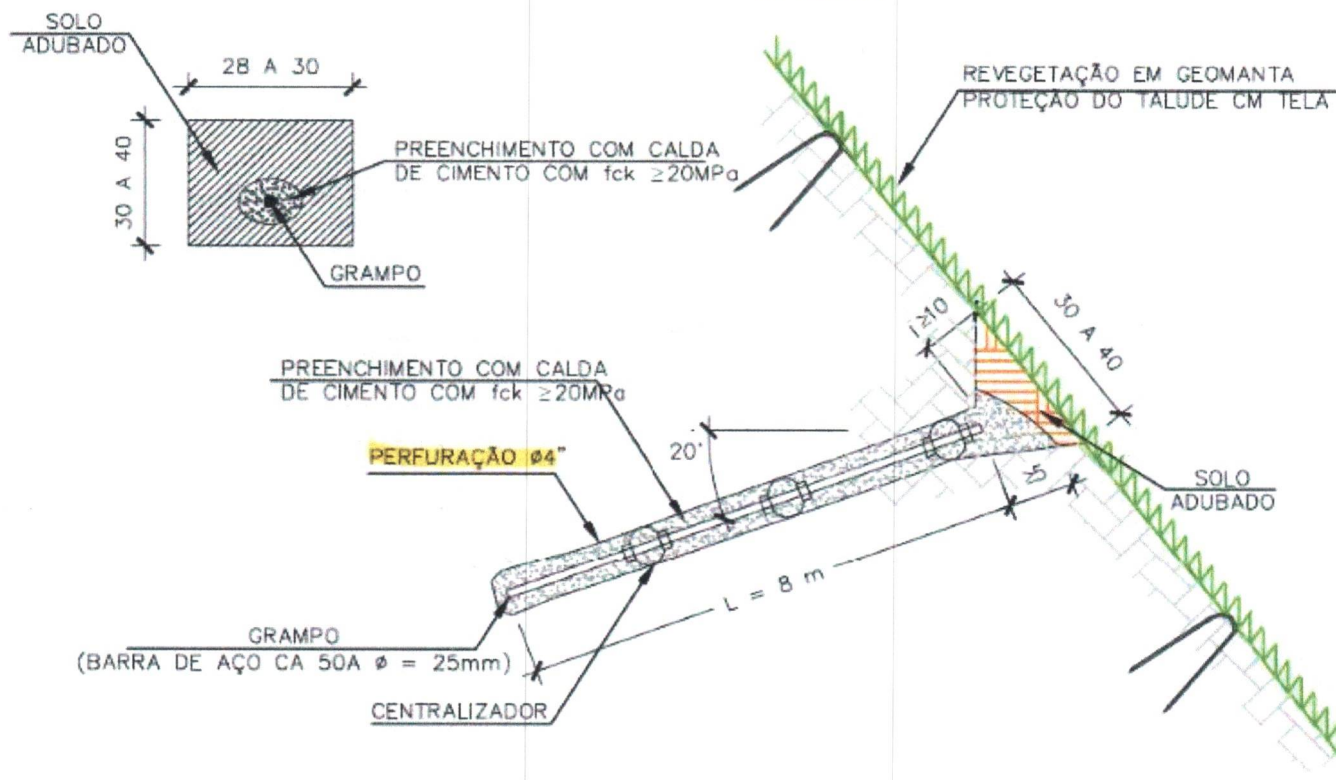 SOLO
ADUBADO
28 A 30
30 A 40
PREENCHIMENTO COM CALDA
DE CIMENTO COM fck ≥20MPa
GRAMPO
REVEGETAÇÃO EM GEOMANTA
PROTEÇÃO DO TALUDE CM TELA
30 A 40
≥10
PREENCHIMENTO COM CALDA
DE CIMENTO COM fck ≥20MPa
PERFURAÇÃO ø4"
20°
SOLO
ADUBADO
L = 8 m
GRAMPO
(BARRA DE AÇO CA 50A ø = 25mm)
CENTRALIZADOR